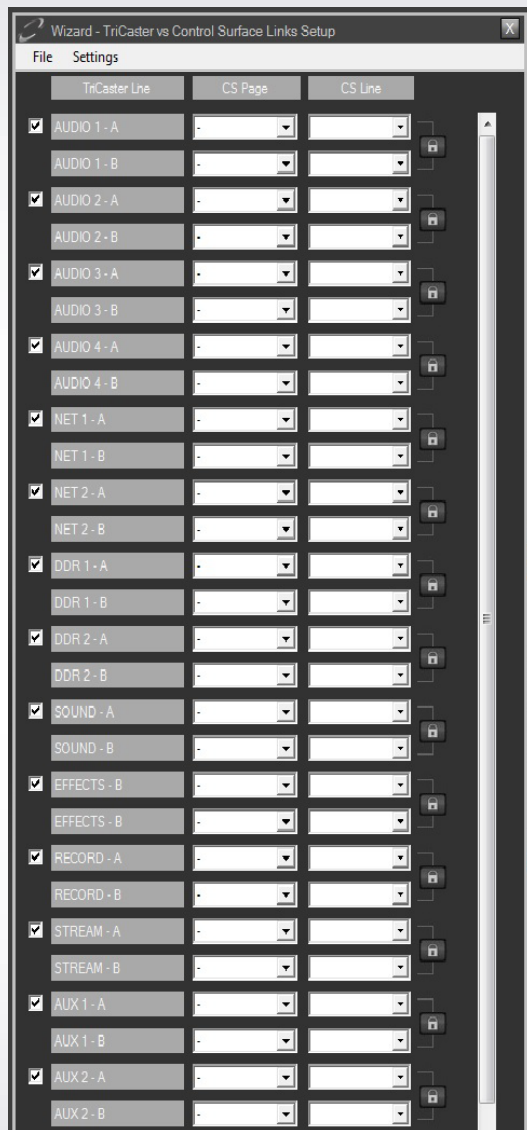 Wizard - TriCaster vs Control Surface Links Setup X
File Settings
TriCaster Lne CS Page CS Line
AUDIO 1 - A -
AUDIO 1 - B -
AUDIO 2 - A -
AUDIO 2 - B -
AUDIO 3 - A -
AUDIO 3 - B -
AUDIO 4 - A -
AUDIO 4 - B -
NET 1 - A -
NET 1 - B -
NET 2 - A -
NET 2 - B -
DDR 1 - A -
DDR 1 - B -
DDR 2 - A -
DDR 2 - B -
SOUND - A -
SOUND - B -
EFFECTS - B -
EFFECTS - B -
RECORD - A -
RECORD - B -
STREAM - A -
STREAM - B -
AUX 1 - A -
AUX 1 - B -
AUX 2 - A -
AUX 2 - B -